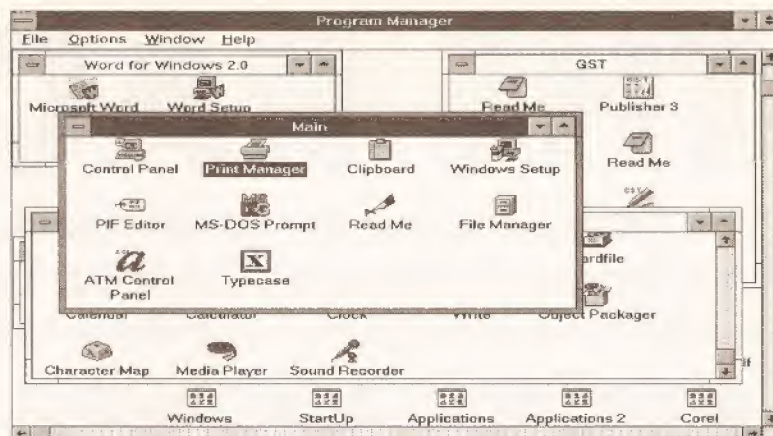 Program Manager
File Options Window Help
Word for Windows 2.0
GST
Microsoft Word Word Setup
Read Me Publisher 3
Read Me
Main
Control Panel Print Manager Clipboard Windows Setup
PIF Editor MS-DOS Prompt Read Me File Manager
ATM Control Panel Typecase
ardfile
Calendar Calculator Clock Write Object Packager
Character Map Media Player Sound Recorder
Windows StartUp Applications Applications 2 Corel